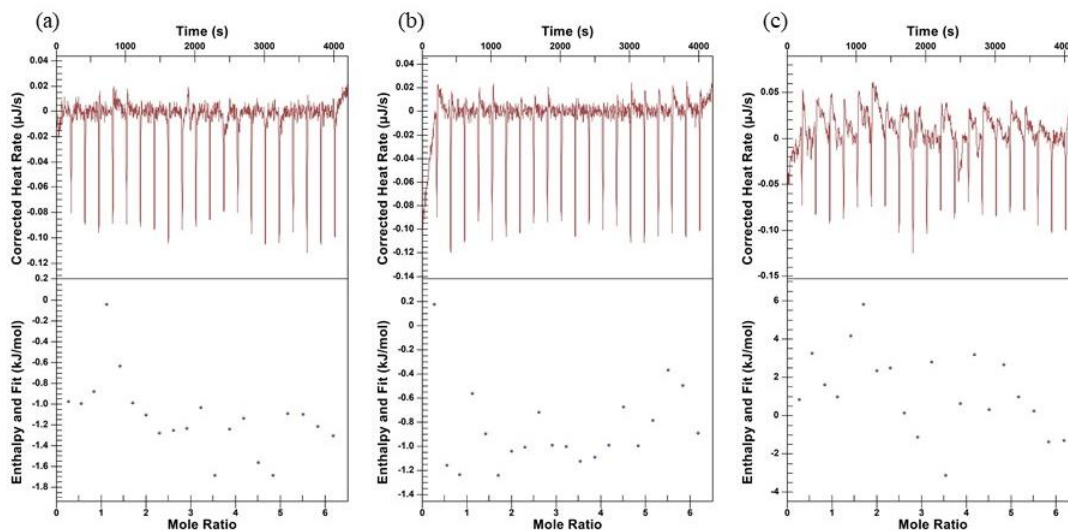 (a)
Time (s)
0 1000 2000 3000 4000
Corrected Heat Rate (µJ/s)
0.04
0.02
0
-0.02
-0.04
-0.06
-0.08
-0.10
-0.12
Enthalpy and Fit (kJ/mol)
0.2
0
-0.2
-0.4
-0.6
-0.8
-1.0
-1.2
-1.4
-1.6
-1.8
0 1 2 3 4 5 6
Mole Ratio
(b)
Time (s)
0 1000 2000 3000 4000
Corrected Heat Rate (µJ/s)
0.04
0.02
0
-0.02
-0.04
-0.06
-0.08
-0.10
-0.12
-0.14
Enthalpy and Fit (kJ/mol)
0.2
0
-0.2
-0.4
-0.6
-0.8
-1.0
-1.2
-1.4
0 1 2 3 4 5 6
Mole Ratio
(c)
Time (s)
0 1000 2000 3000 4000
Corrected Heat Rate (µJ/s)
0.05
0
-0.05
-0.10
-0.15
Enthalpy and Fit (kJ/mol)
6
4
2
0
-2
-4
0 1 2 3 4 5 6
Mole Ratio